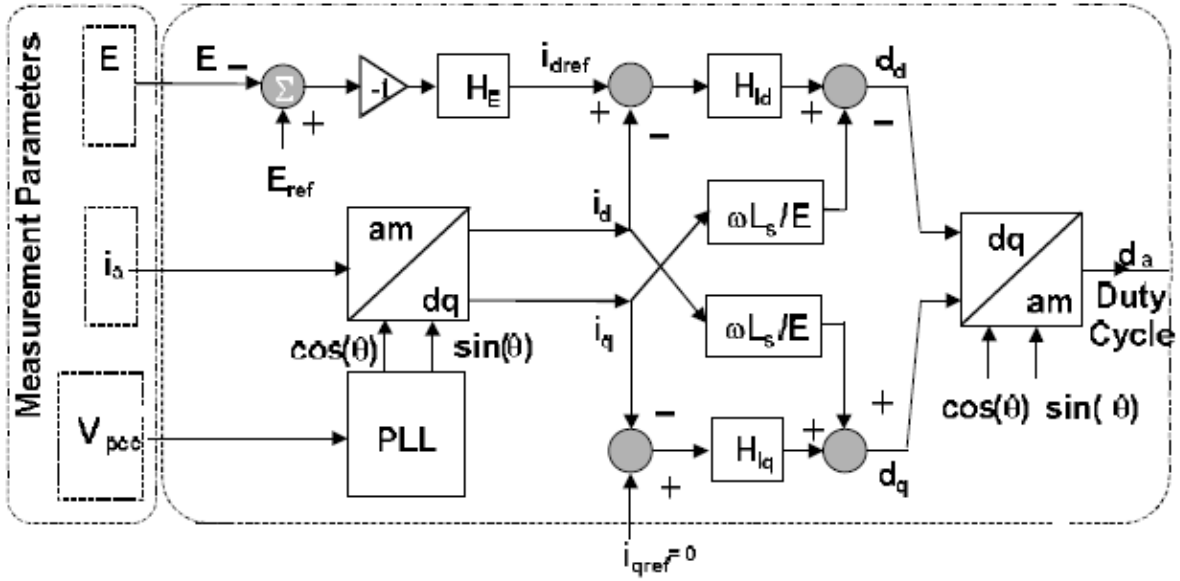 Measurement Parameters
E
E −
Σ
+
E_ref
-1
H_E
i_dref
+
−
H_Id
+
d_d
−
i_a
am
dq
i_d
i_q
ωL_s/E
ωL_s/E
cos(θ)
sin(θ)
dq
am
d_a
Duty
Cycle
cos(θ) sin( θ)
V_pcc
PLL
−
+
H_Iq
+
+
d_q
i_qref=0